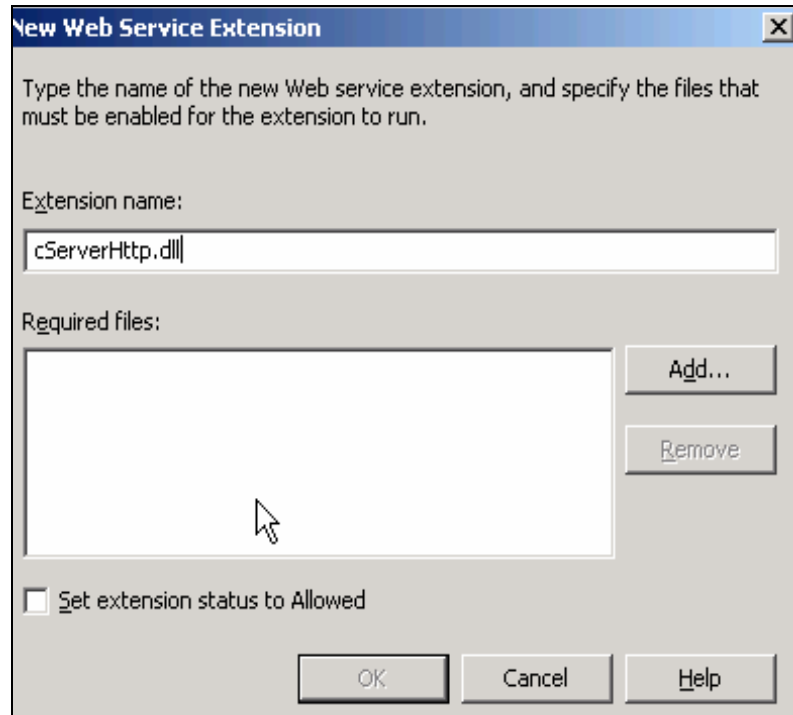 New Web Service Extension
Type the name of the new Web service extension, and specify the files that
must be enabled for the extension to run.
Extension name:
cServerHttp.dll
Required files:
Add...
Remove
Set extension status to Allowed
OK
Cancel
Help